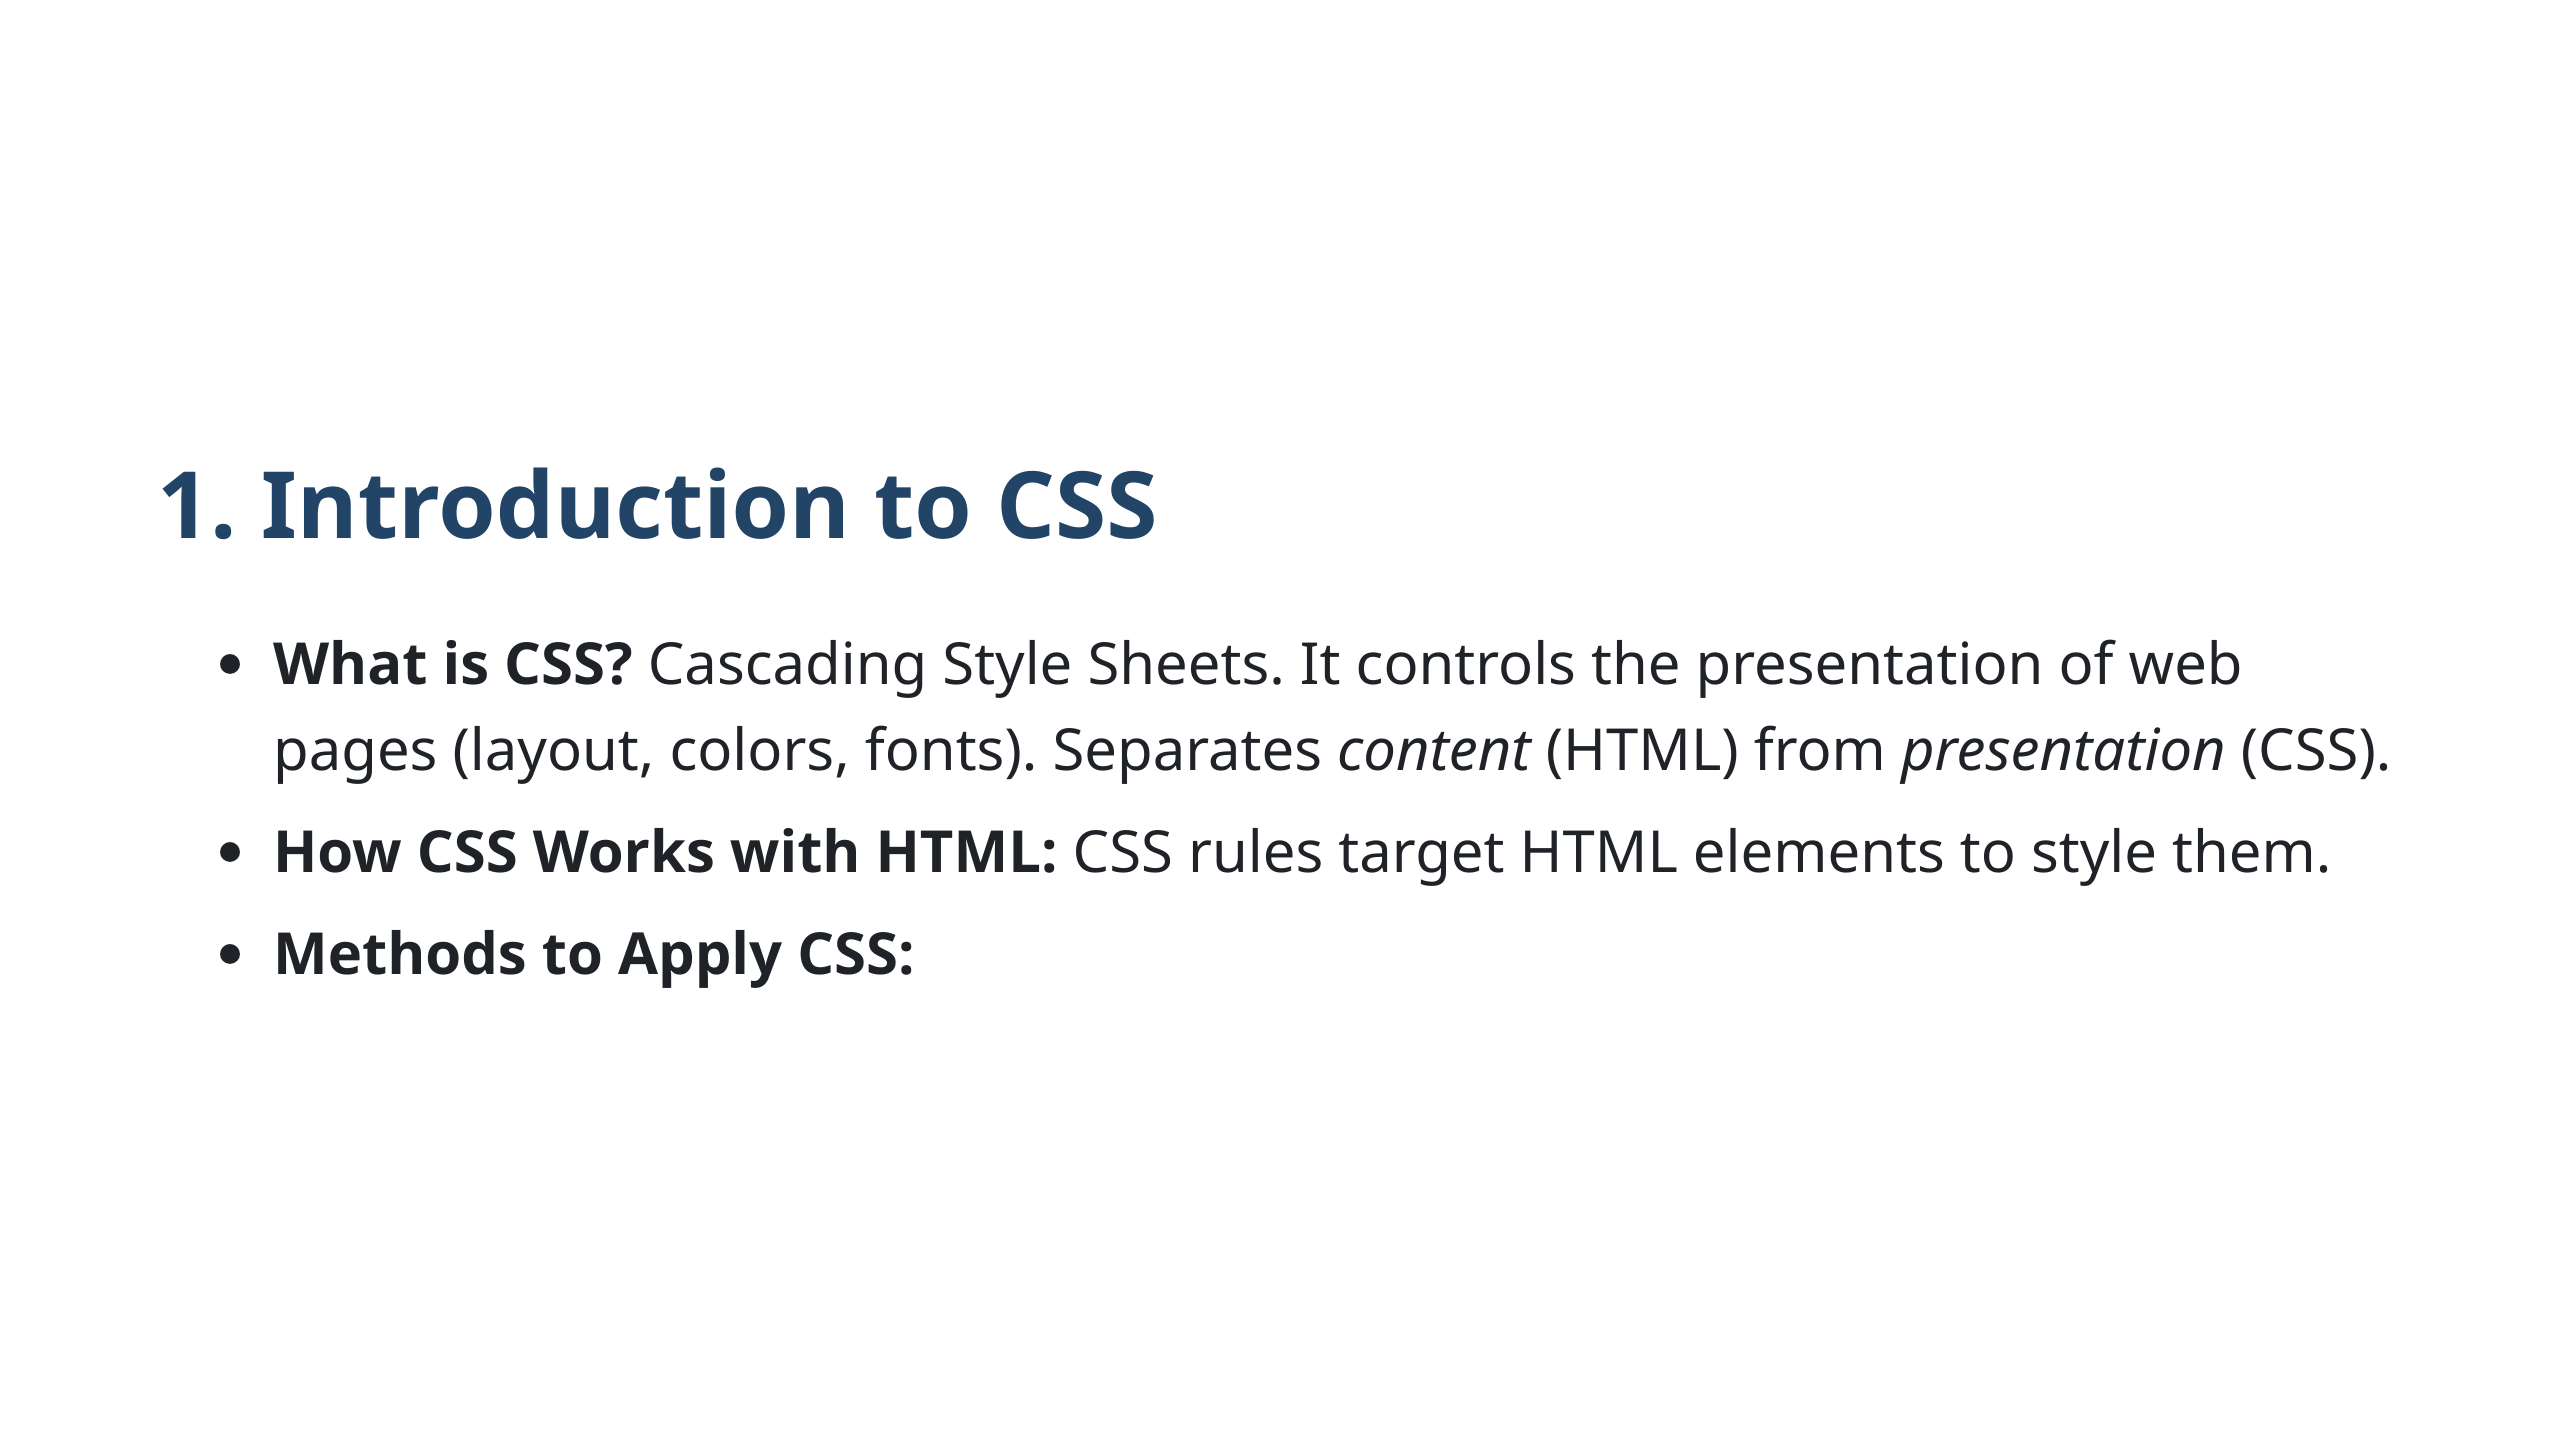 1. Introduction to CSS
• What is CSS? Cascading Style Sheets. It controls the presentation of web
pages (layout, colors, fonts). Separates content (HTML) from presentation (CSS).
• How CSS Works with HTML: CSS rules target HTML elements to style them.
• Methods to Apply CSS: